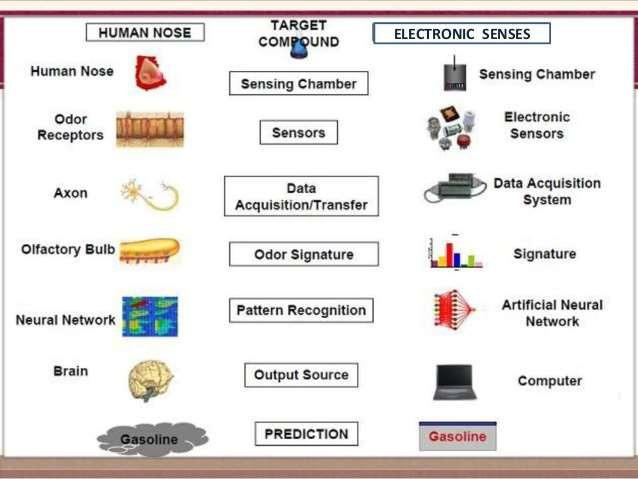 HUMAN NOSE
TARGET
COMPOUND
ELECTRONIC SENSES
Human Nose
Sensing Chamber
Sensing Chamber
Odor
Receptors
Sensors
Electronic
Sensors
Axon
Data
Acquisition/Transfer
Data Acquisition
System
Olfactory Bulb
Odor Signature
Signature
Neural Network
Pattern Recognition
Artificial Neural
Network
Brain
Output Source
Computer
Gasoline
PREDICTION
Gasoline